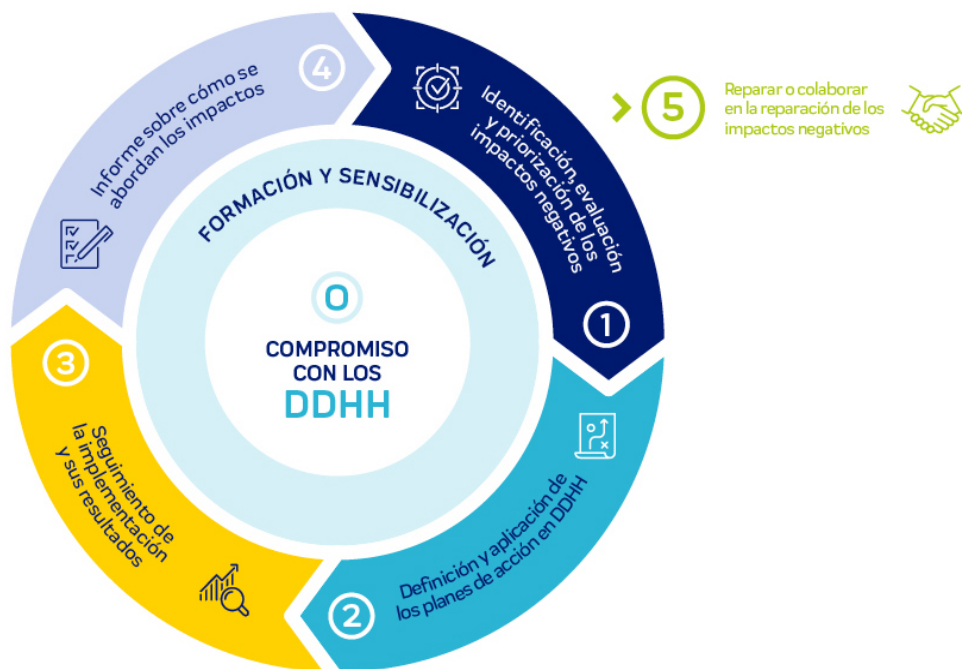 FORMACIÓN Y SENSIBILIZACIÓN
0
COMPROMISO
CON LOS
DDHH
1
Identificación, evaluación
y priorización de los
impactos negativos
2
Definición y aplicación de
los planes de acción en DDHH
3
Seguimiento de
la implementación
y sus resultados
4
Informe sobre cómo se
abordan los impactos
> 5
Reparar o colaborar
en la reparación de los
impactos negativos